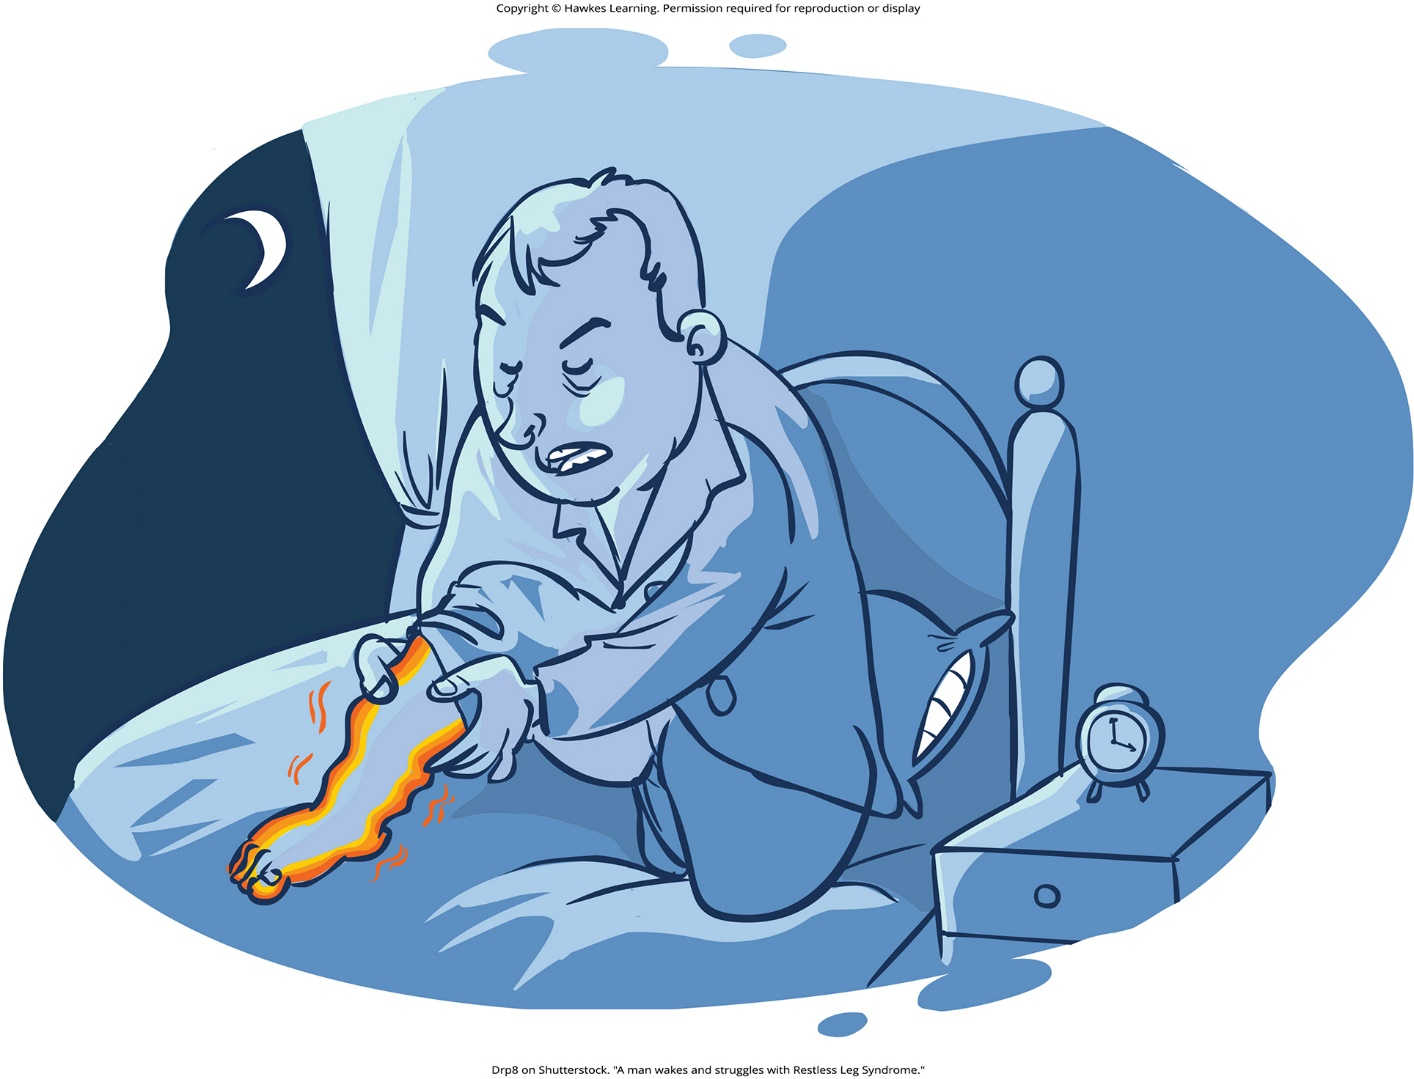 Copyright © Hawkes Learning. Permission required for reproduction or display
Drp8 on Shutterstock. "A man wakes and struggles with Restless Leg Syndrome."